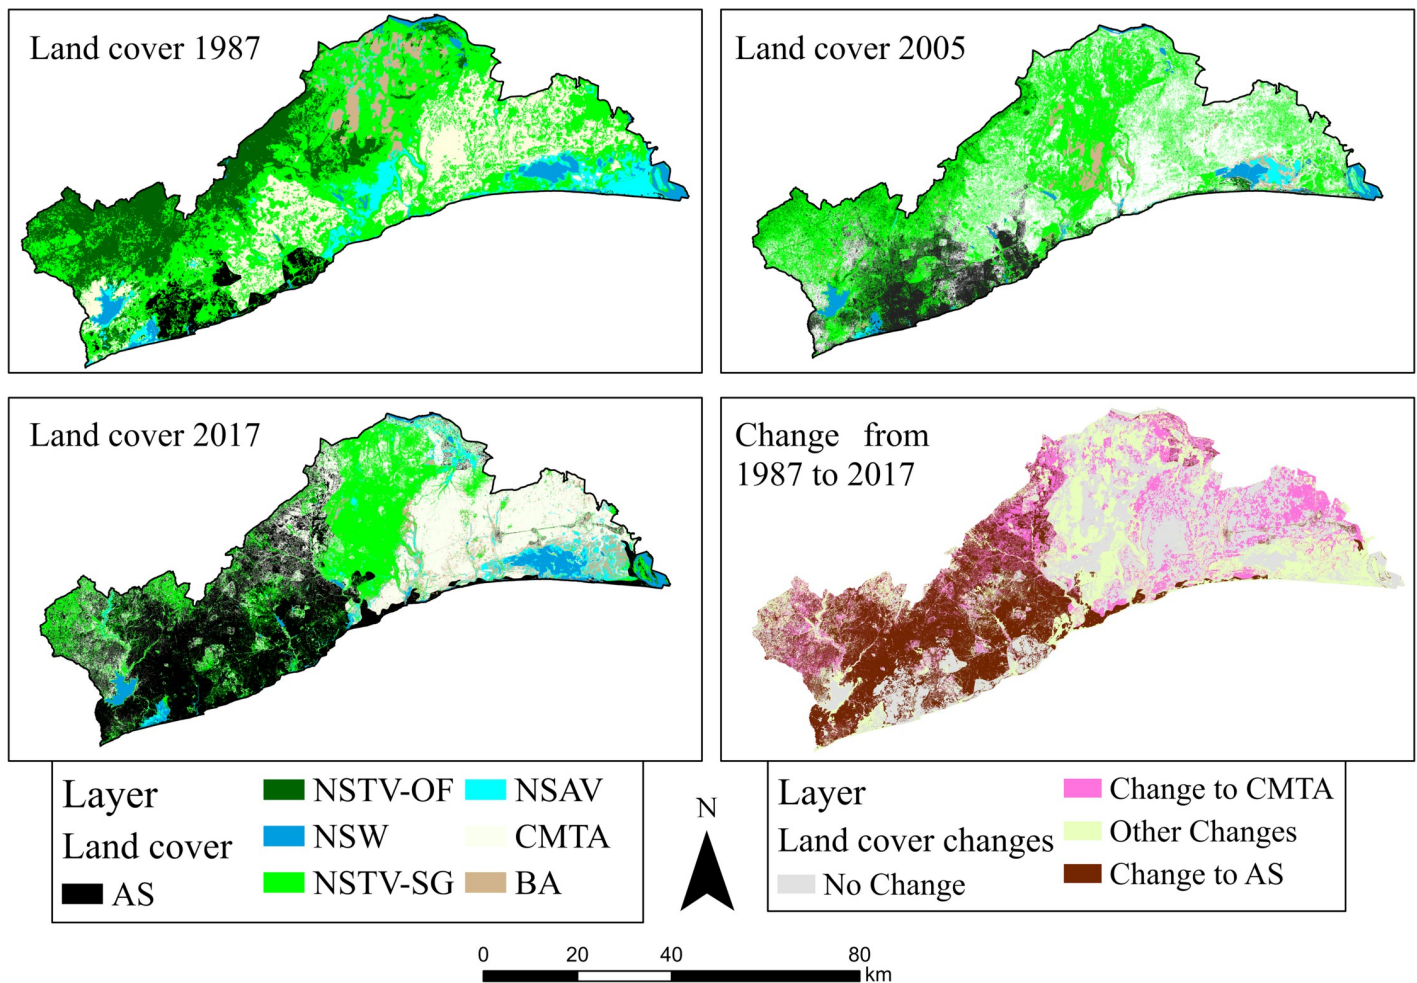 Land cover 1987
Land cover 2005
Land cover 2017
Change from
1987 to 2017
Layer
Land cover
AS
NSTV-OF
NSW
NSTV-SG
NSAV
CMTA
BA
N
Layer
Land cover changes
No Change
Change to CMTA
Other Changes
Change to AS
0 20 40 80
km